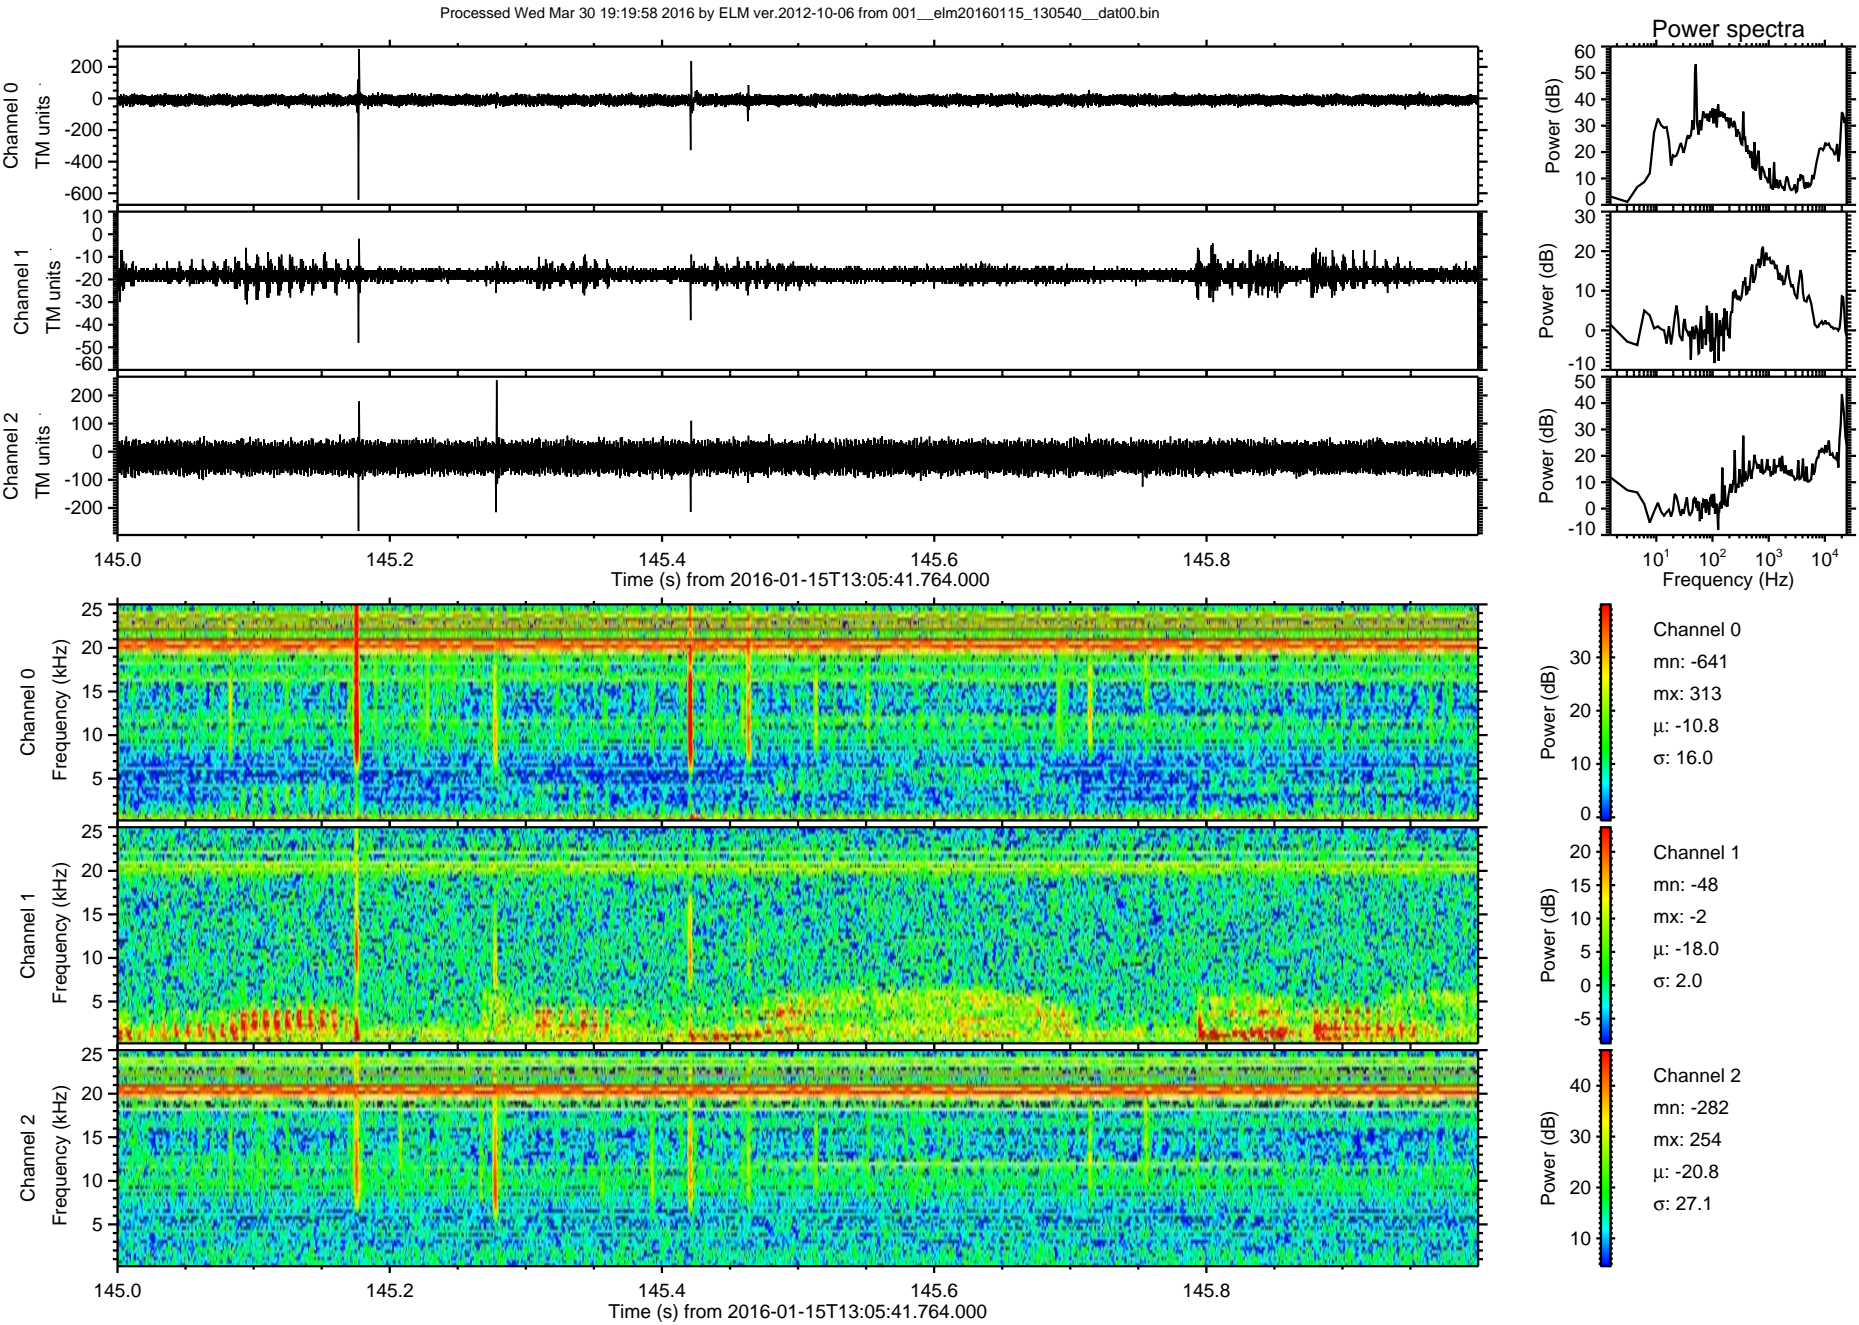 Processed Wed Mar 30 19:19:58 2016 by ELM ver.2012-10-06 from 001__elm20160115_130540__dat00.bin
Power spectra
Channel 0
TM units
200
0
-200
-400
-600
Power (dB)
60
50
40
30
20
10
0
Channel 1
TM units
10
0
-10
-20
-30
-40
-50
-60
Power (dB)
30
20
10
0
-10
Channel 2
TM units
200
100
0
-100
-200
Power (dB)
50
40
30
20
10
0
-10
145.0 145.2 145.4 145.6 145.8
Time (s) from 2016-01-15T13:05:41.764.000
10¹ 10² 10³ 10⁴
Frequency (Hz)
Channel 0
Frequency (kHz)
25
20
15
10
5
Power (dB)
30
20
10
0
Channel 0
mn: -641
mx: 313
µ: -10.8
σ: 16.0
Channel 1
Frequency (kHz)
25
20
15
10
5
Power (dB)
20
15
10
5
0
-5
Channel 1
mn: -48
mx: -2
µ: -18.0
σ: 2.0
Channel 2
Frequency (kHz)
25
20
15
10
5
Power (dB)
40
30
20
10
Channel 2
mn: -282
mx: 254
µ: -20.8
σ: 27.1
145.0 145.2 145.4 145.6 145.8
Time (s) from 2016-01-15T13:05:41.764.000